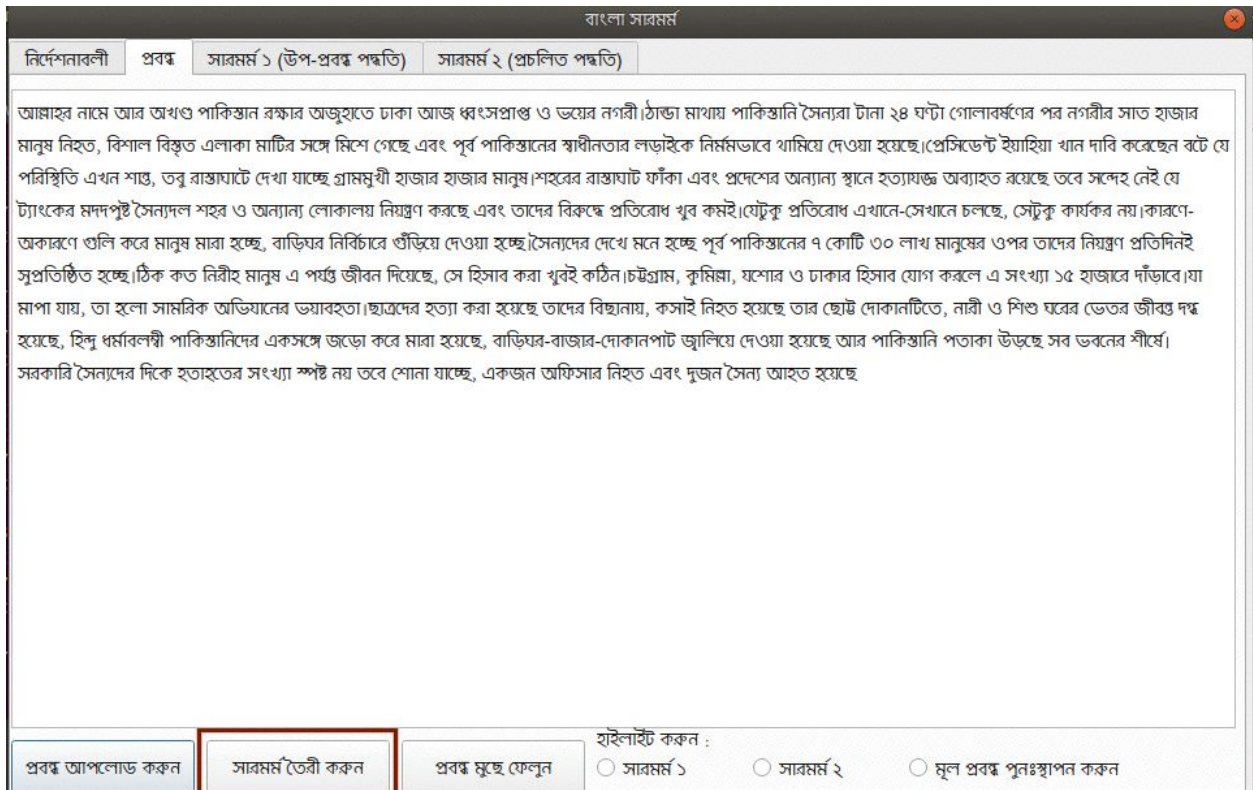 বাংলা সারমর্ম
নির্দেশনাবলী প্রবন্ধ সারমর্ম ১ (উপ-প্রবন্ধ পদ্ধতি) সারমর্ম ২ (প্রচলিত পদ্ধতি)
আল্লাহর নামে আর অখণ্ড পাকিস্তান রক্ষার অজুহাতে ঢাকা আজ ধ্বংসপ্রাপ্ত ও ভয়ের নগরী।ঠান্ডা মাথায় পাকিস্তানি সৈন্যরা টানা ২৪ ঘণ্টা গোলাবর্ষণের পর নগরীর সাত হাজার
মানুষ নিহত, বিশাল বিস্তৃত এলাকা মাটির সঙ্গে মিশে গেছে এবং পূর্ব পাকিস্তানের স্বাধীনতার লড়াইকে নির্মমভাবে থামিয়ে দেওয়া হয়েছে।প্রেসিডেন্ট ইয়াহিয়া খান দাবি করেছেন বটে যে
পরিস্থিতি এখন শান্ত, তবু রাস্তাঘাটে দেখা যাচ্ছে গ্রামমুখী হাজার হাজার মানুষ।শহরের রাস্তাঘাট ফাঁকা এবং প্রদেশের অন্যান্য স্থানে হত্যাযজ্ঞ অব্যাহত রয়েছে তবে সন্দেহ নেই যে
ট্যাংকের মদদপুষ্ট সৈন্যদল শহর ও অন্যান্য লোকালয় নিয়ন্ত্রণ করছে এবং তাদের বিরুদ্ধে প্রতিরোধ খুব কমই।যেটুকু প্রতিরোধ এখানে-সেখানে চলছে, সেটুকু কার্যকর নয়।কারণে-
অকারণে গুলি করে মানুষ মারা হচ্ছে, বাড়িঘর নির্বিচারে গুঁড়িয়ে দেওয়া হচ্ছে।সৈন্যদের দেখে মনে হচ্ছে পূর্ব পাকিস্তানের ৭ কোটি ৩০ লাখ মানুষের ওপর তাদের নিয়ন্ত্রণ প্রতিদিনই
সুপ্রতিষ্ঠিত হচ্ছে।ঠিক কত নিরীহ মানুষ এ পর্যন্ত জীবন দিয়েছে, সে হিসাব করা খুবই কঠিন।চট্টগ্রাম, কুমিল্লা, যশোর ও ঢাকার হিসাব যোগ করলে এ সংখ্যা ১৫ হাজারে দাঁড়াবে।যা
মাপা যায়, তা হলো সামরিক অভিযানের ভয়াবহতা।ছাত্রদের হত্যা করা হয়েছে তাদের বিছানায়, কসাই নিহত হয়েছে তার ছোট্ট দোকানটিতে, নারী ও শিশু ঘরের ভেতর জীবন্ত দগ্ধ
হয়েছে, হিন্দু ধর্মাবলম্বী পাকিস্তানিদের একসঙ্গে জড়ো করে মারা হয়েছে, বাড়িঘর-বাজার-দোকানপাট জ্বালিয়ে দেওয়া হয়েছে আর পাকিস্তানি পতাকা উড়ছে সব ভবনের শীর্ষে।
সরকারি সৈন্যদের দিকে হতাহতের সংখ্যা স্পষ্ট নয় তবে শোনা যাচ্ছে, একজন অফিসার নিহত এবং দুজন সৈন্য আহত হয়েছে
হাইলাইট করুন :
প্রবন্ধ আপলোড করুন সারমর্ম তৈরী করুন প্রবন্ধ মুছে ফেলুন সারমর্ম ১ সারমর্ম ২ মূল প্রবন্ধ পুনঃস্থাপন করুন